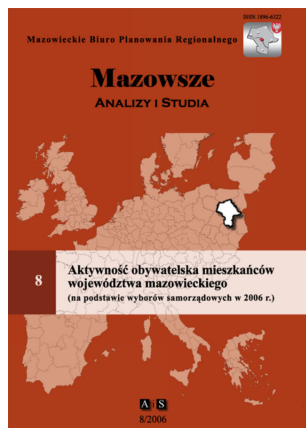 ISSN 1896-6322
Mazowieckie Biuro Planowania Regionalnego
Mazowsze
ANALIZY I STUDIA
8
Aktywność obywatelska mieszkańców
województwa mazowieckiego
(na podstawie wyborów samorządowych w 2006 r.)
A i S
8/2006